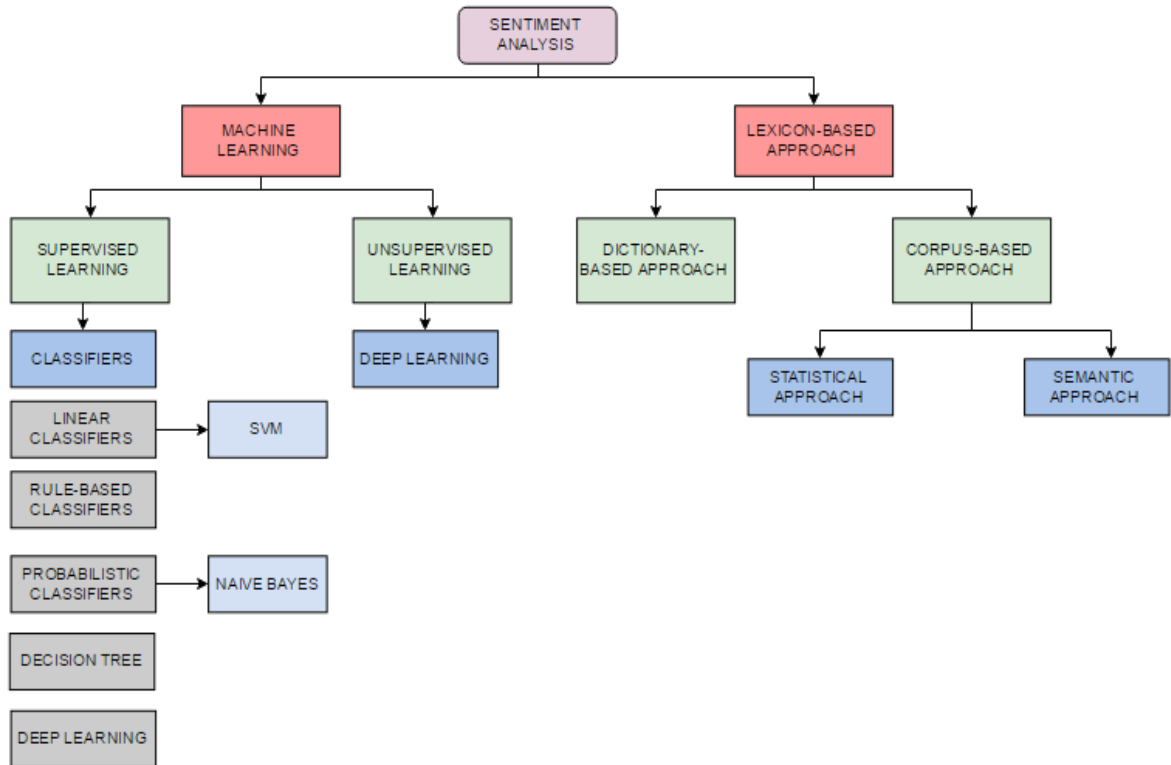 SENTIMENT
ANALYSIS
MACHINE
LEARNING
LEXICON-BASED
APPROACH
SUPERVISED
LEARNING
UNSUPERVISED
LEARNING
DICTIONARY-
BASED APPROACH
CORPUS-BASED
APPROACH
CLASSIFIERS
DEEP LEARNING
STATISTICAL
APPROACH
SEMANTIC
APPROACH
LINEAR
CLASSIFIERS
SVM
RULE-BASED
CLASSIFIERS
PROBABILISTIC
CLASSIFIERS
NAIVE BAYES
DECISION TREE
DEEP LEARNING